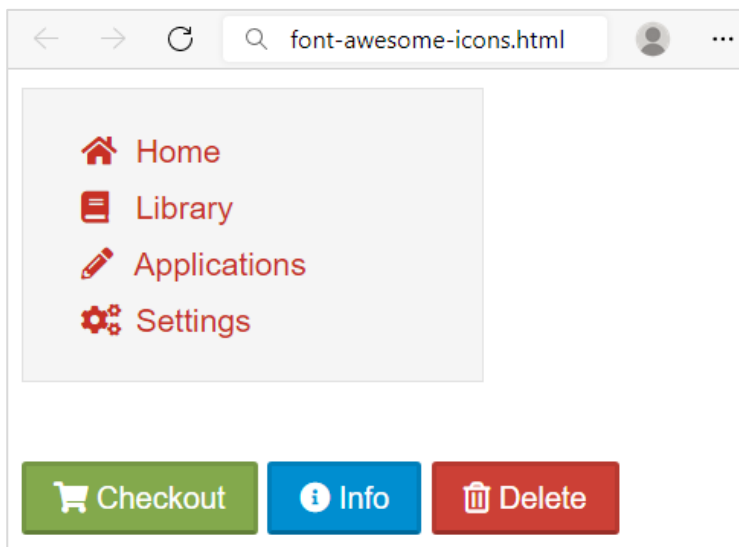 font-awesome-icons.html
Home
Library
Applications
Settings
Checkout Info Delete